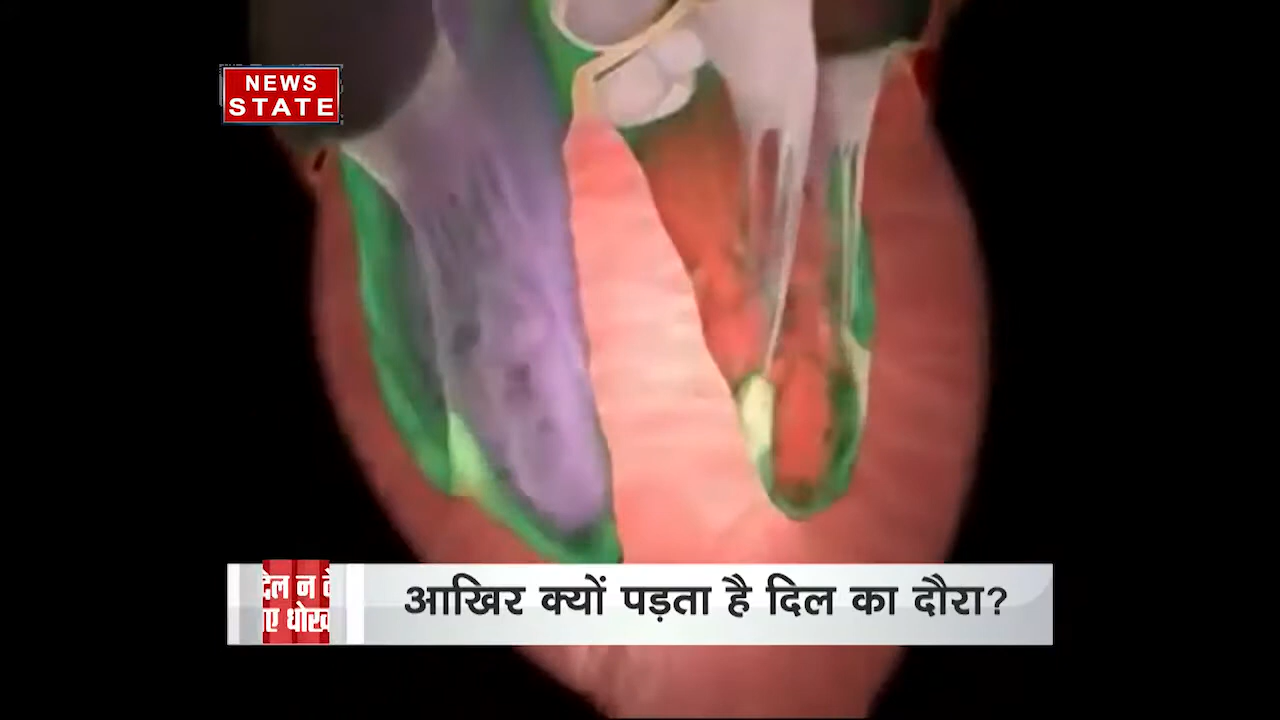 NEWS
STATE
न
आखिर क्यों पड़ता है दिल का दौरा?